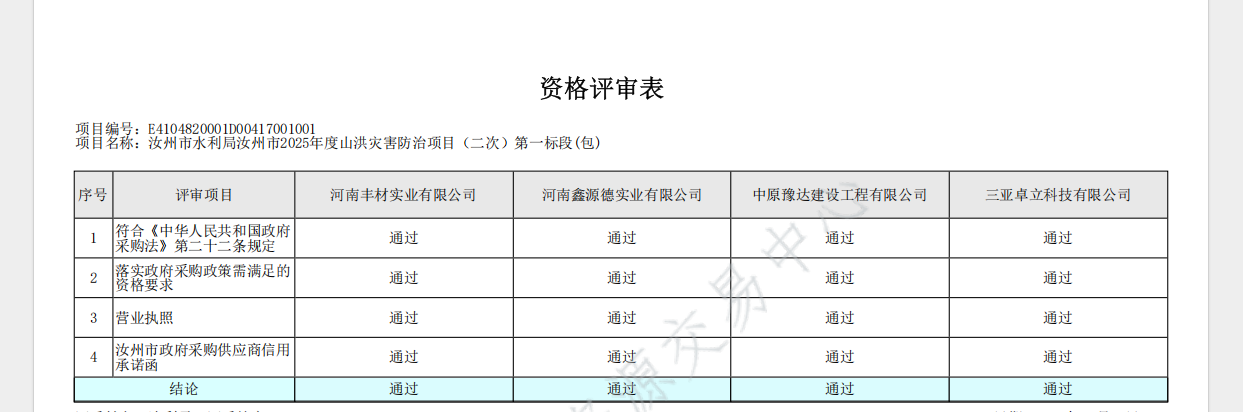 资格评审表
项目编号：E4104820001D00417001001
项目名称：汝州市水利局汝州市2025年度山洪灾害防治项目（二次）第一标段(包)
序号 评审项目 河南丰材实业有限公司 河南鑫源德实业有限公司 中原豫达建设工程有限公司 三亚卓立科技有限公司
1 符合《中华人民共和国政府
采购法》第二十二条规定 通过 通过 通过 通过
2 落实政府采购政策需满足的
资格要求 通过 通过 通过 通过
3 营业执照 通过 通过 通过 通过
4 汝州市政府采购供应商信用
承诺函 通过 通过 通过 通过
结论 通过 通过 通过 通过
源交易中心